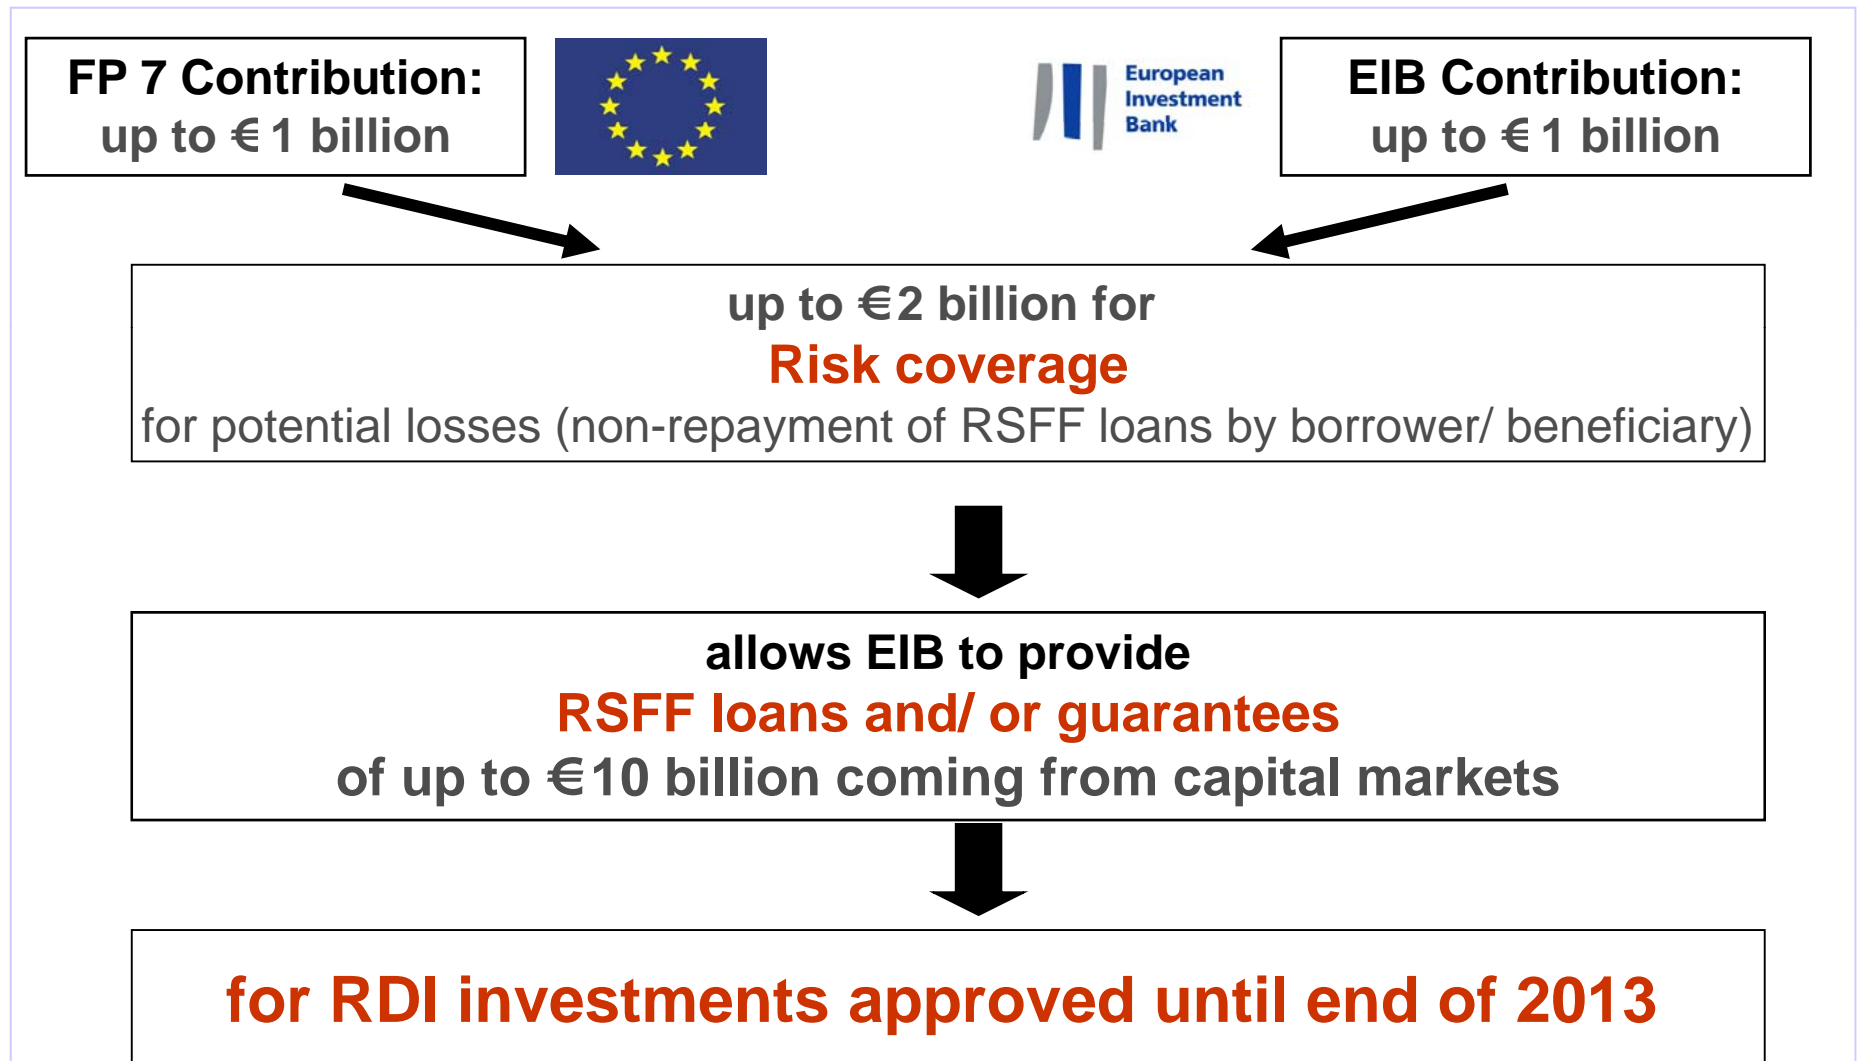 FP 7 Contribution:
up to € 1 billion
European
Investment
Bank
EIB Contribution:
up to € 1 billion
up to €2 billion for
Risk coverage
for potential losses (non-repayment of RSFF loans by borrower/ beneficiary)
allows EIB to provide
RSFF loans and/ or guarantees
of up to €10 billion coming from capital markets
for RDI investments approved until end of 2013